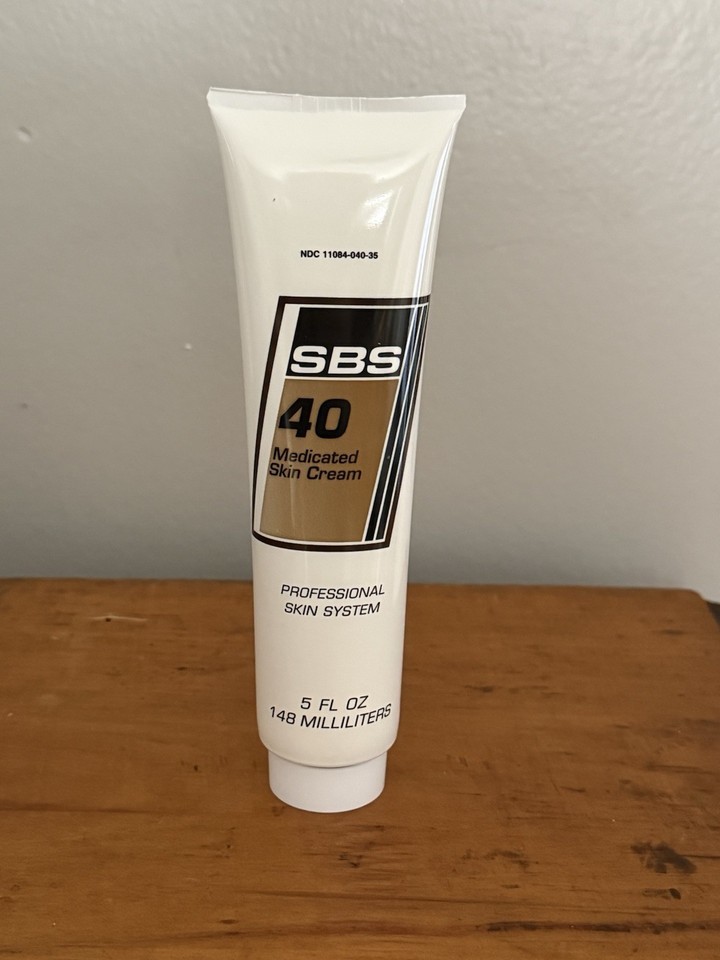 NDC 11084-040-35
SBS
40
Medicated
Skin Cream
PROFESSIONAL
SKIN SYSTEM
5 FL OZ
148 MILLILITERS